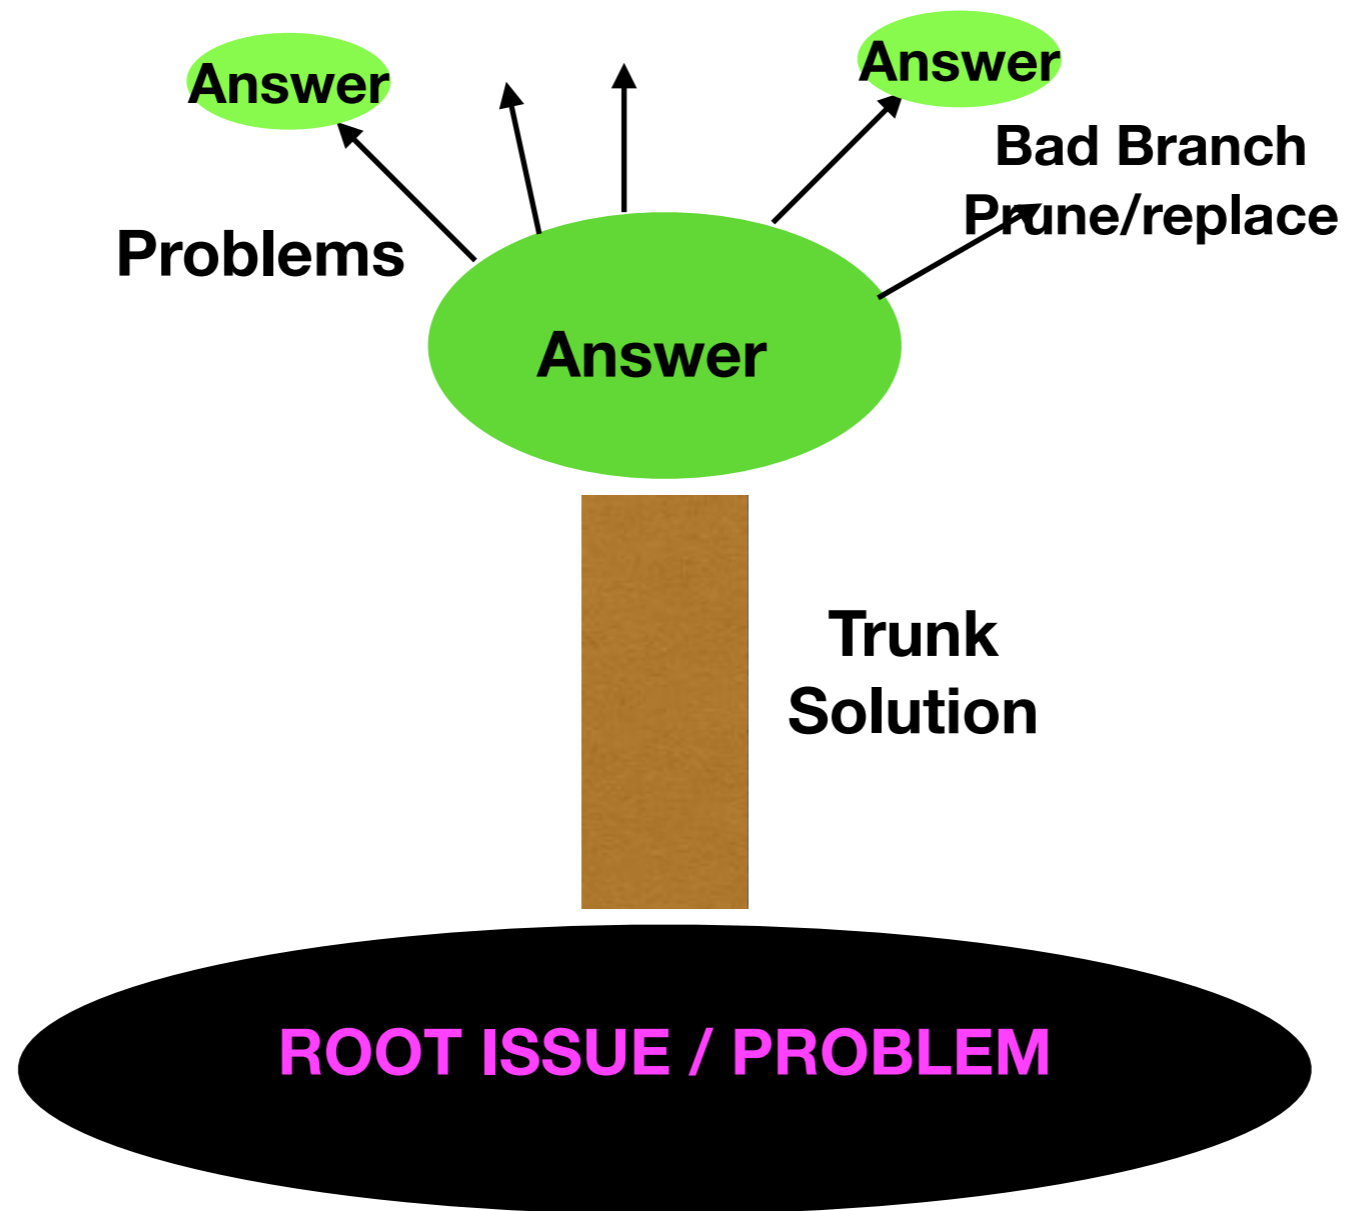 Answer
Answer
Bad Branch
Prune/replace
Problems
Answer
Trunk
Solution
ROOT ISSUE / PROBLEM